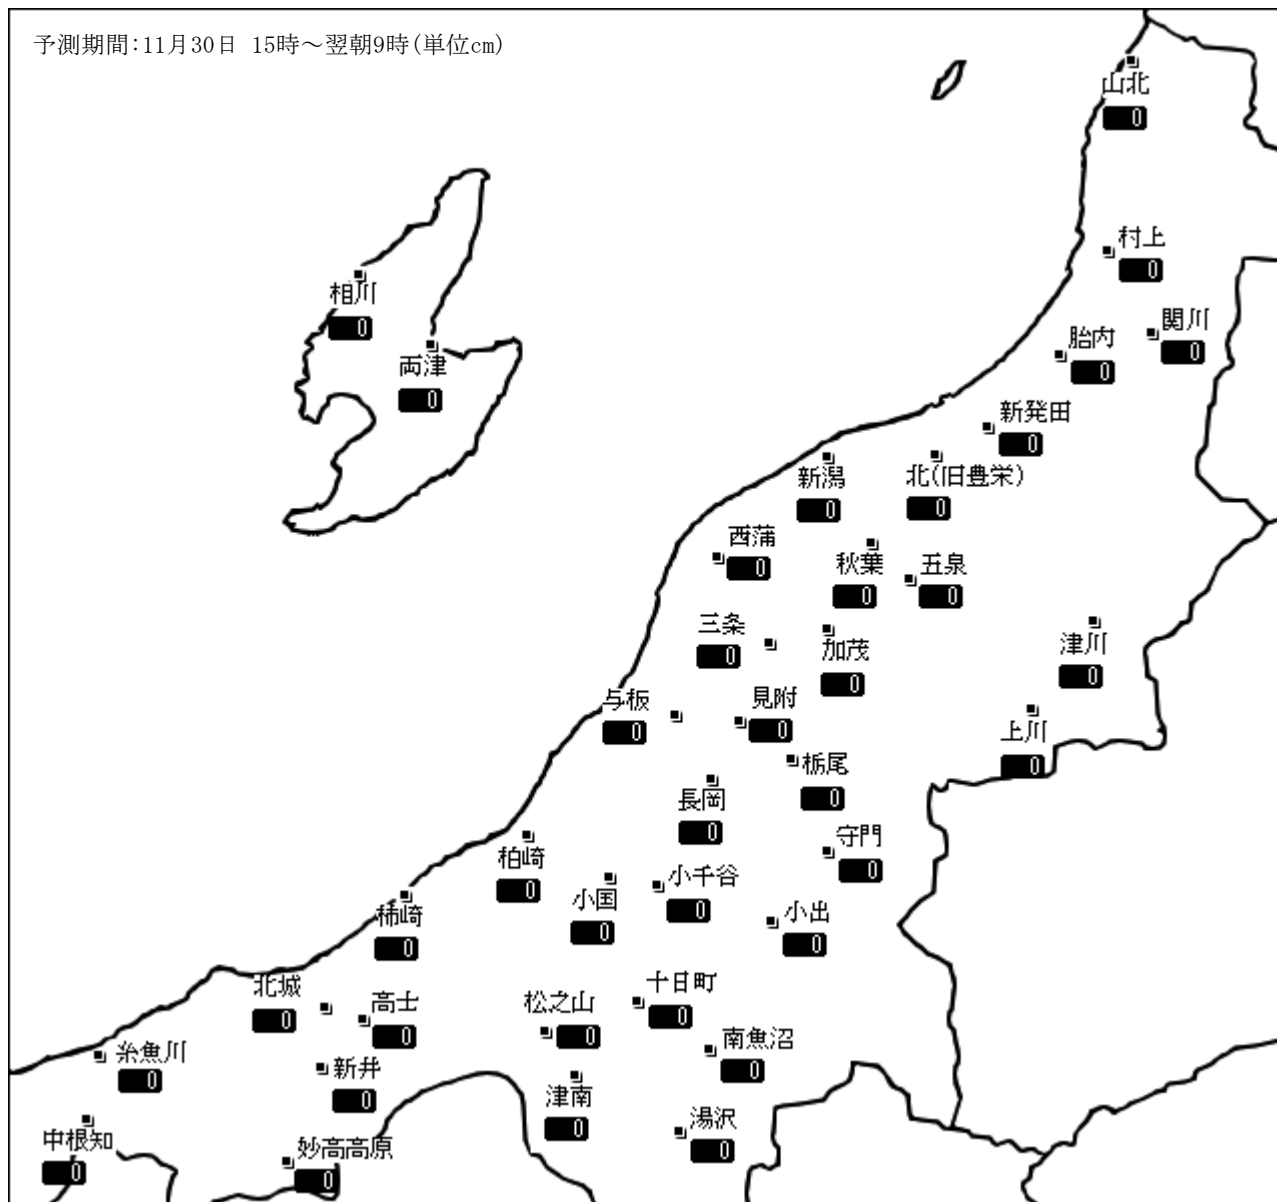 予測期間：11月30日 15時～翌朝9時(単位cm)
山北
0
村上
0
相川
0
関川
0
胎内
0
両津
0
新発田
0
新潟
0
北(旧豊栄)
0
西蒲
0
秋葉
0
五泉
0
三条
0
加茂
0
津川
0
与板
0
見附
0
上川
0
栃尾
0
長岡
0
守門
0
柏崎
0
小千谷
0
小国
0
小出
0
柿崎
0
北城
0
高士
0
松之山
0
十日町
0
南魚沼
0
糸魚川
0
新井
0
津南
0
湯沢
0
中根知
0
妙高高原
0